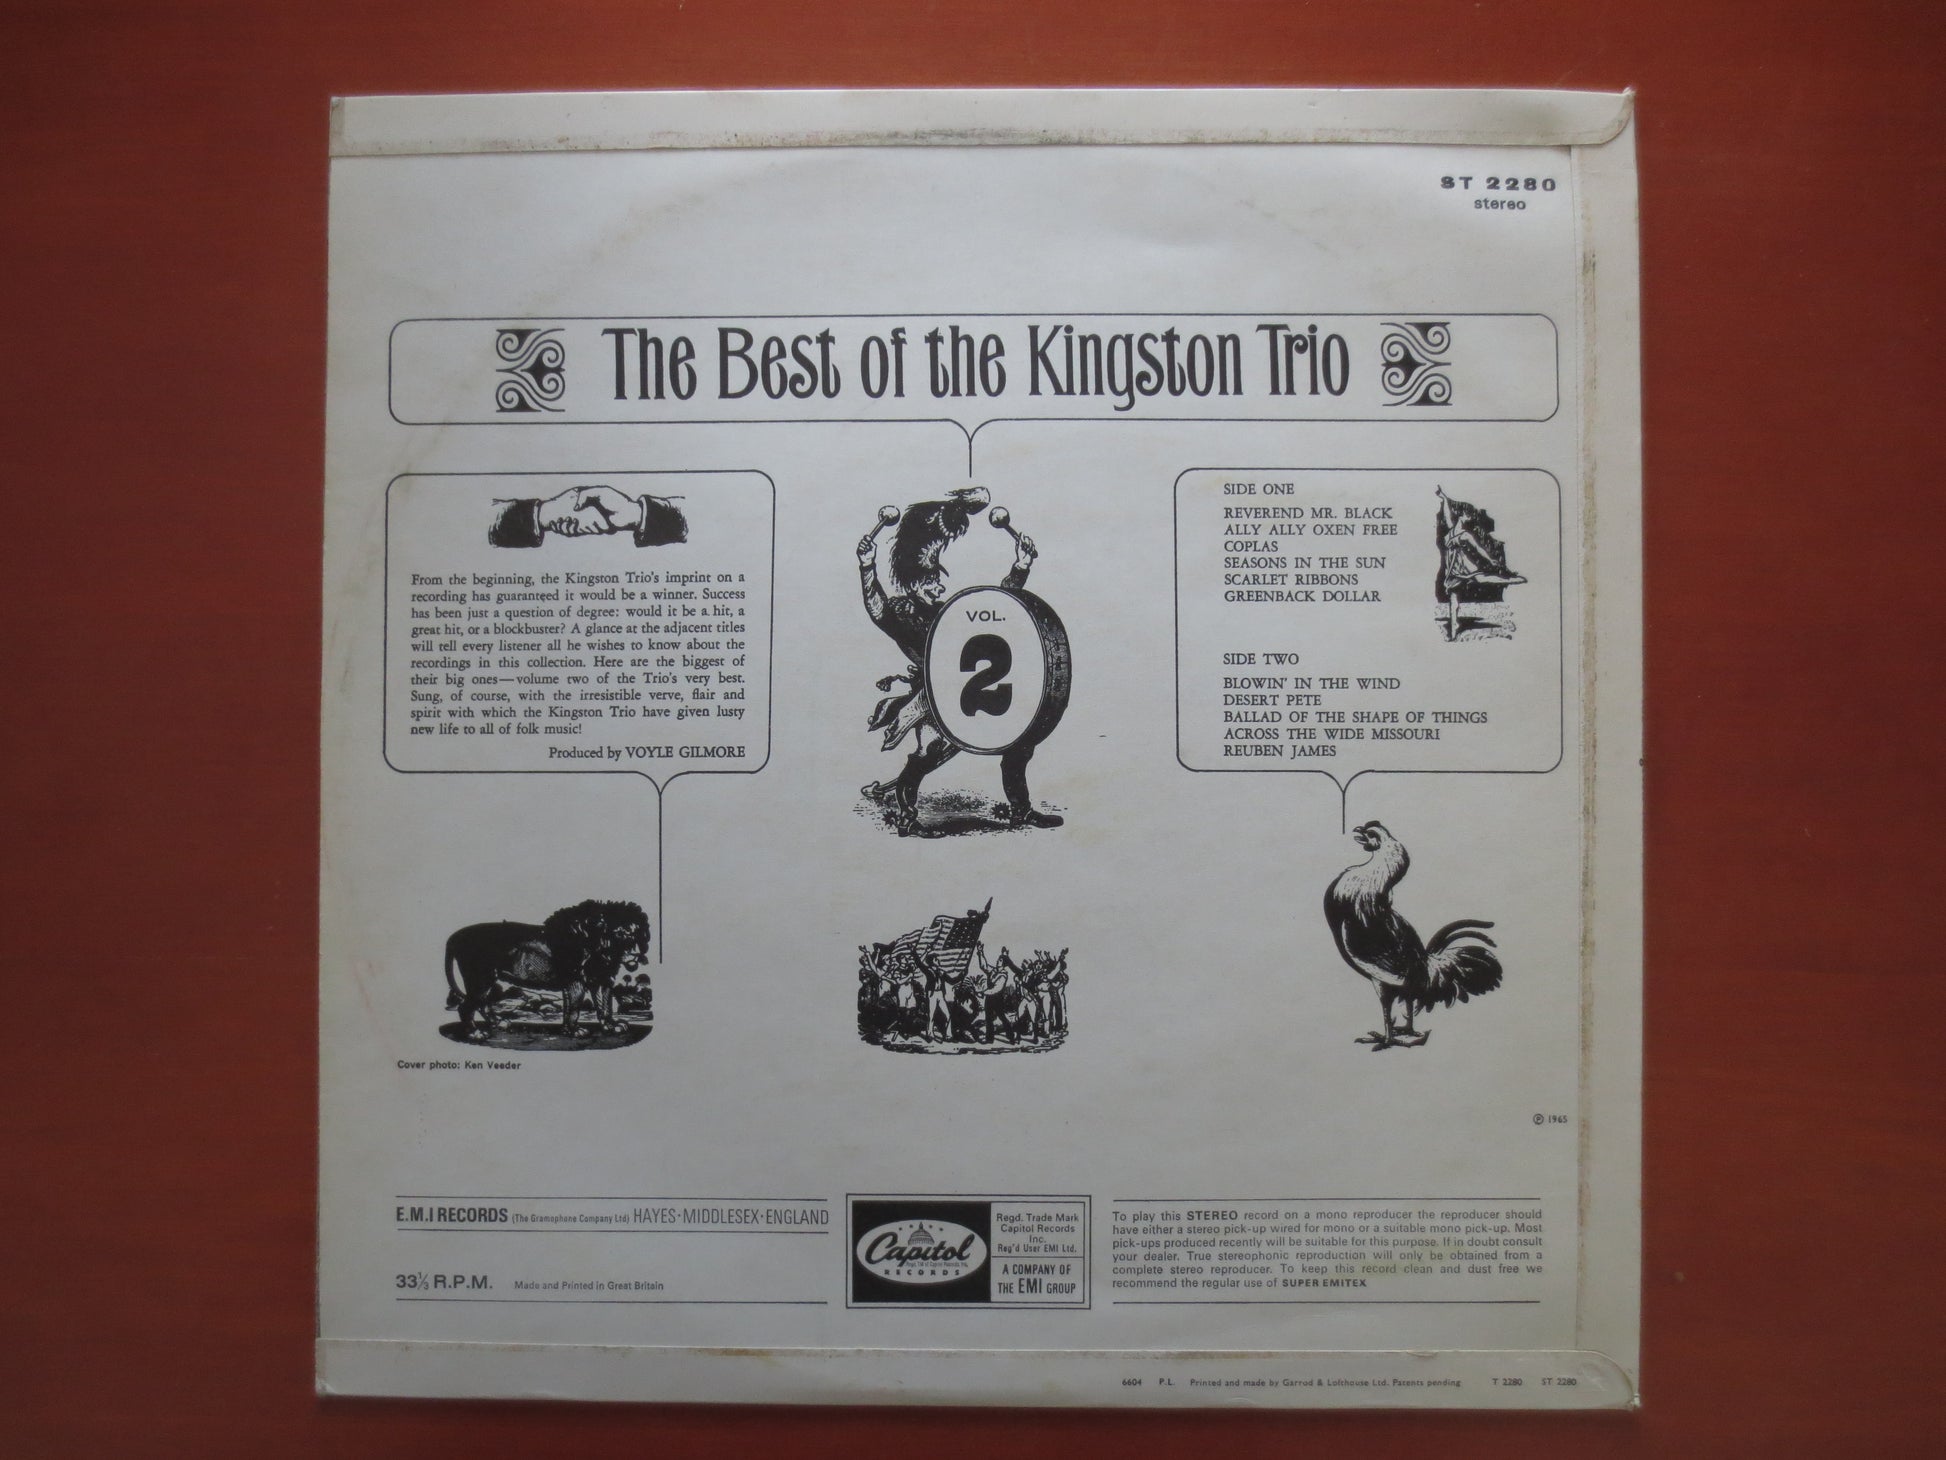 ST 2280
stereo
The Best of the Kingston Trio
From the beginning, the Kingston Trio's imprint on a
recording has guaranteed it would be a winner. Success
has been just a question of degree: would it be a hit, a
great hit, or a blockbuster? A glance at the adjacent titles
will tell every listener all he wishes to know about the
recordings in this collection. Here are the biggest of
their big ones—volume two of the Trio's very best.
Sung, of course, with the irresistible verve, flair and
spirit with which the Kingston Trio have given lusty
new life to all of folk music!
Produced by VOYLE GILMORE
VOL.
2
SIDE ONE
REVEREND MR. BLACK
ALLY ALLY OXEN FREE
COPLAS
SEASONS IN THE SUN
SCARLET RIBBONS
GREENBACK DOLLAR
SIDE TWO
BLOWIN' IN THE WIND
DESERT PETE
BALLAD OF THE SHAPE OF THINGS
ACROSS THE WIDE MISSOURI
REUBEN JAMES
Cover photo: Ken Veeder
℗ 1965
E.M.I RECORDS (The Gramophone Company Ltd) HAYES·MIDDLESEX·ENGLAND
33⅓ R.P.M. Made and Printed in Great Britain
Capitol
Regd. TM of Capitol Records, Inc.
RECORDS
Regd. Trade Mark
Capitol Records
Inc.
Reg'd User EMI Ltd.
A COMPANY OF
THE EMI GROUP
To play this STEREO record on a mono reproducer the reproducer should
have either a stereo pick-up wired for mono or a suitable mono pick-up. Most
pick-ups produced recently will be suitable for this purpose. If in doubt consult
your dealer. True stereophonic reproduction will only be obtained from a
complete stereo reproducer. To keep this record clean and dust free we
recommend the regular use of SUPER EMITEX
6604 P.L. Printed and made by Garrod & Lofthouse Ltd. Patents pending T 2280 ST 2280